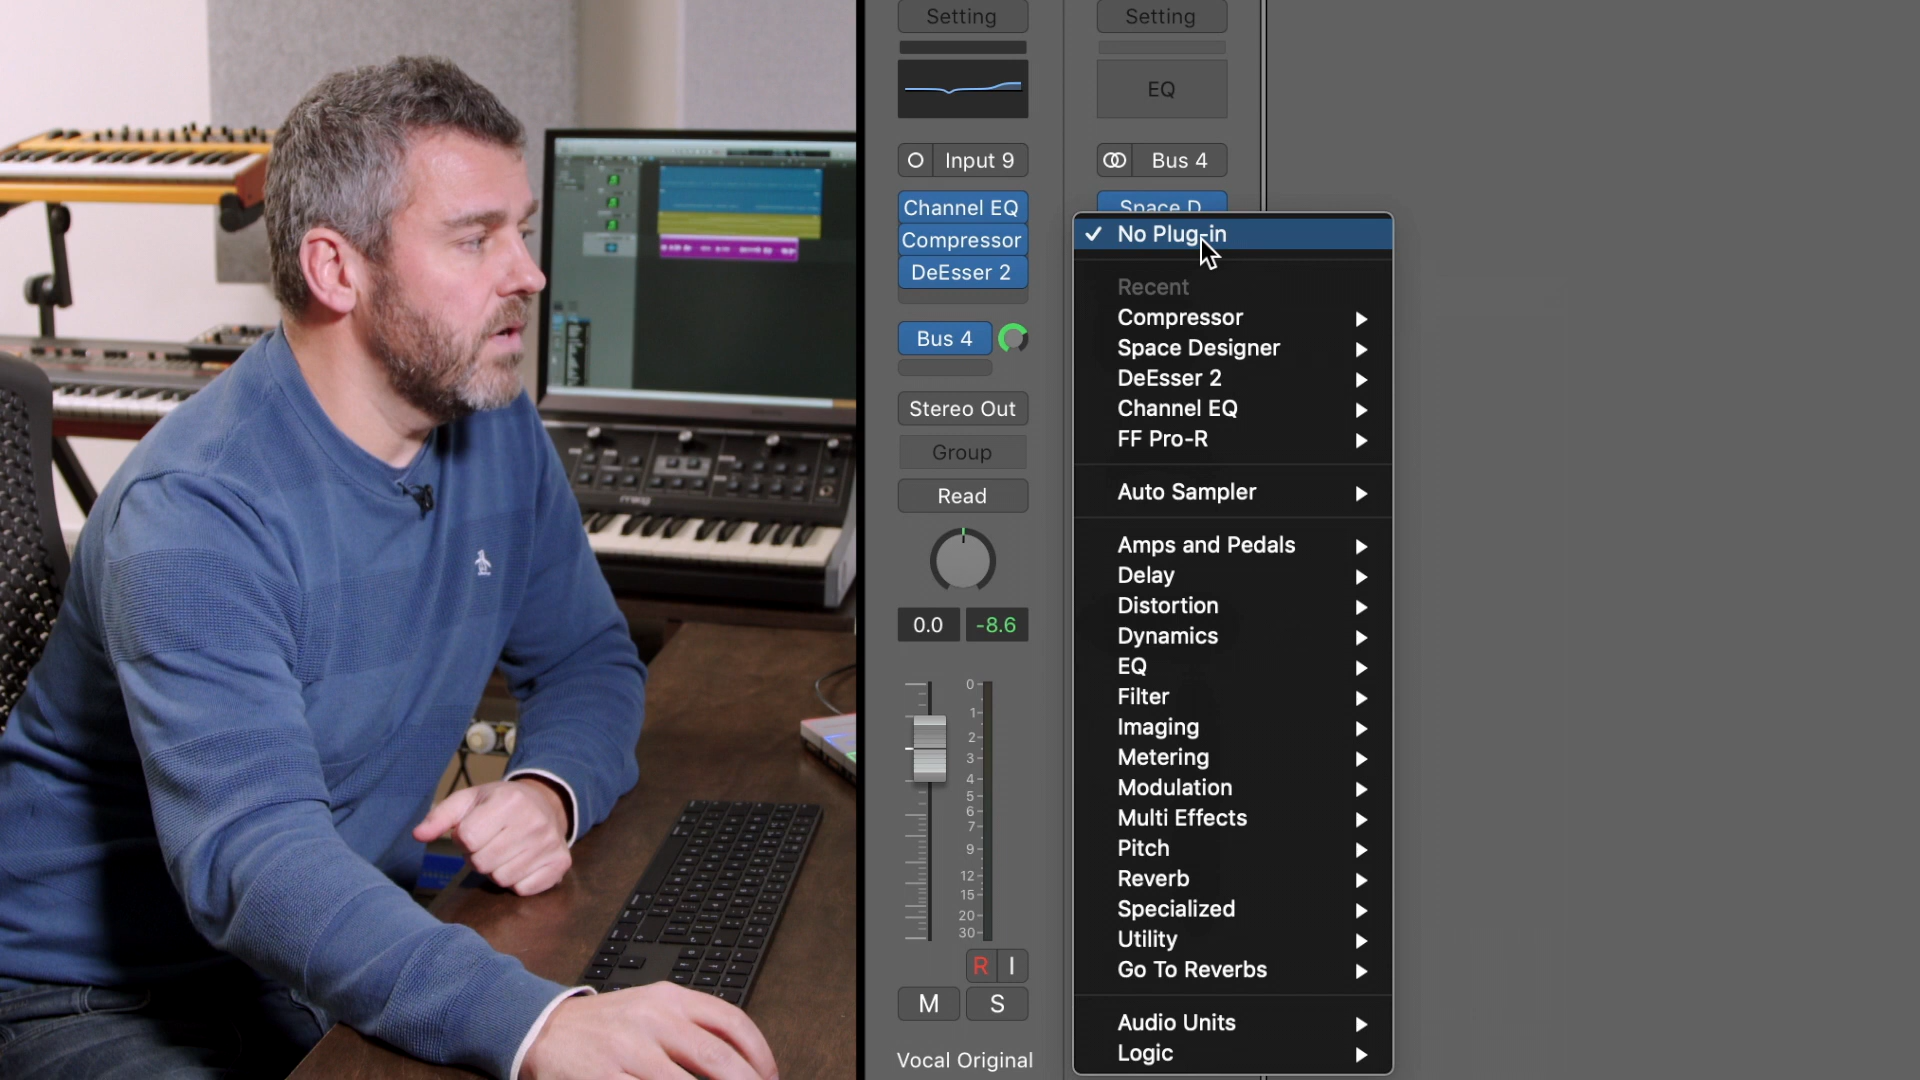 Setting
Setting
EQ
Input 9
Bus 4
Channel EQ
Compressor
DeEsser 2
Space D
Bus 4
Stereo Out
Group
Read
0.0
-8.6
0
1
2
3
4
5
6
7
9
12
15
20
30
R
I
M
S
Vocal Original
No Plug-in
Recent
Compressor
Space Designer
DeEsser 2
Channel EQ
FF Pro-R
Auto Sampler
Amps and Pedals
Delay
Distortion
Dynamics
EQ
Filter
Imaging
Metering
Modulation
Multi Effects
Pitch
Reverb
Specialized
Utility
Go To Reverbs
Audio Units
Logic
moog